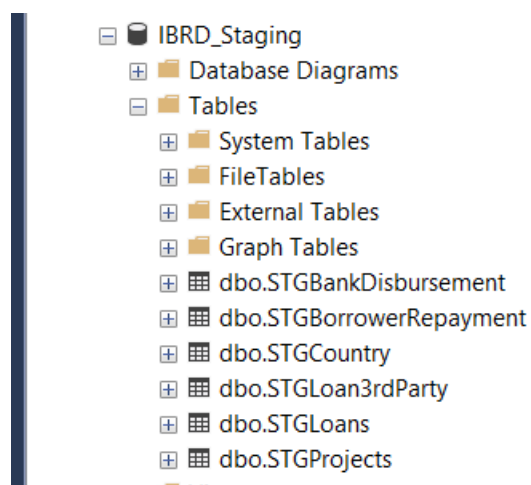 IBRD_Staging
Database Diagrams
Tables
System Tables
FileTables
External Tables
Graph Tables
dbo.STGBankDisbursement
dbo.STGBorrowerRepayment
dbo.STGCountry
dbo.STGLoan3rdParty
dbo.STGLoans
dbo.STGProjects